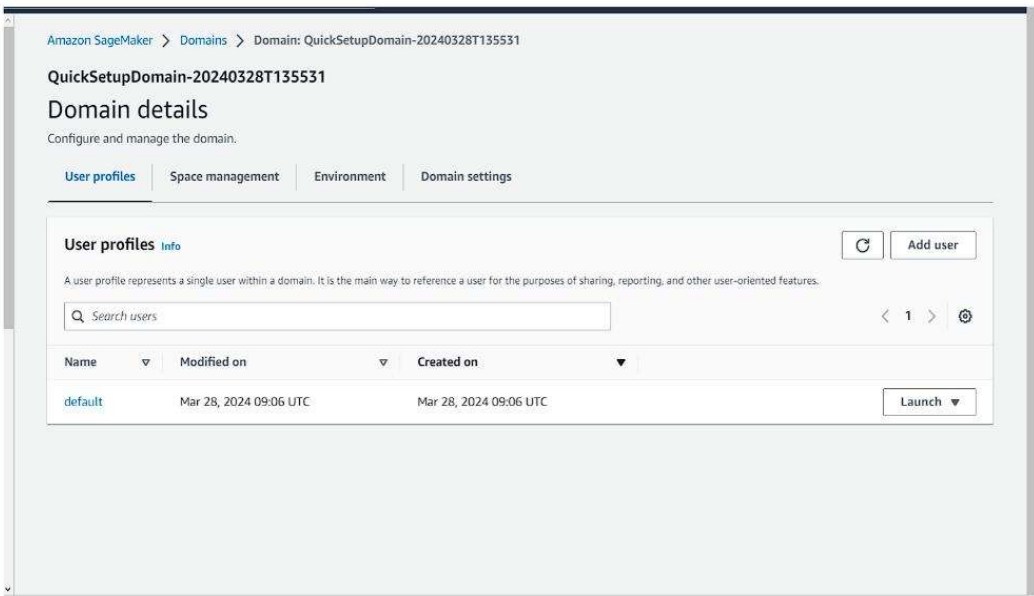 Amazon SageMaker > Domains > Domain: QuickSetupDomain-20240328T135531
QuickSetupDomain-20240328T135531
Domain details
Configure and manage the domain.
User profiles Space management Environment Domain settings
User profiles Info
Add user
A user profile represents a single user within a domain. It is the main way to reference a user for the purposes of sharing, reporting, and other user-oriented features.
Search users
< 1 >
Name Modified on Created on
default Mar 28, 2024 09:06 UTC Mar 28, 2024 09:06 UTC Launch